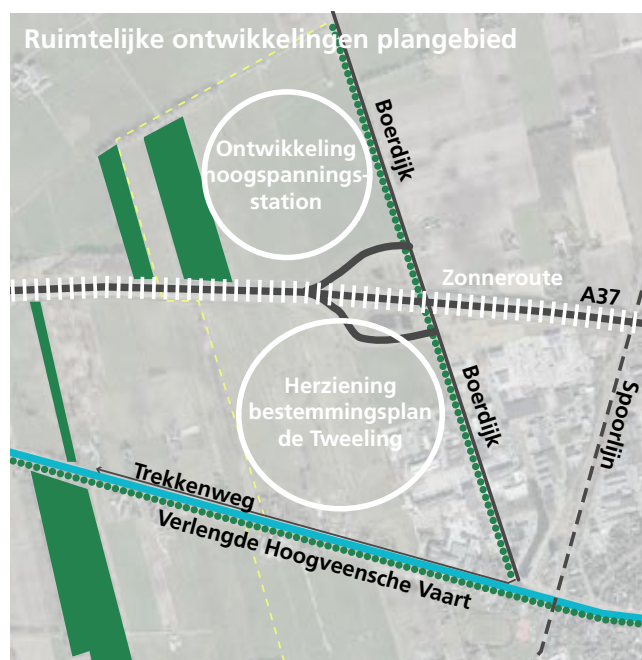 Ruimtelijke ontwikkelingen plangebied
Boerdijk
Ontwikkeling
hoogspannings-
station
Zonneroute
A37
Herziening
bestemmingsplan
de Tweeling
Boerdijk
Spoorlijn
Trekkenweg
Verlengde Hoogveensche Vaart